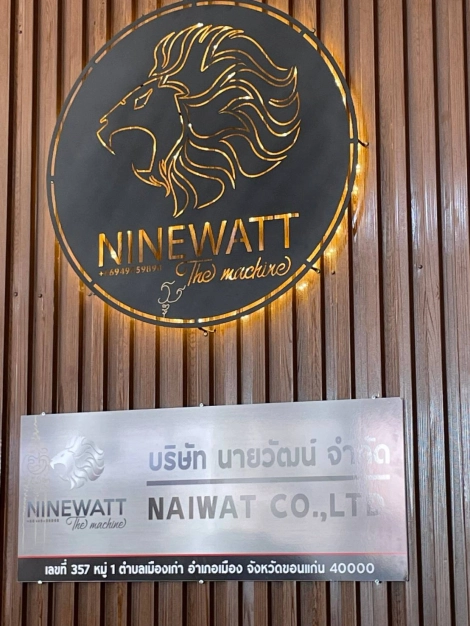 NINEWATT
The machine
บริษัท นายวัฒน์ จำกัด
NAIWAT CO.,LTD
NINEWATT
The machine
เลขที่ 357 หมู่ 1 ตำบลเมืองเก่า อำเภอเมือง จังหวัดขอนแก่น 40000